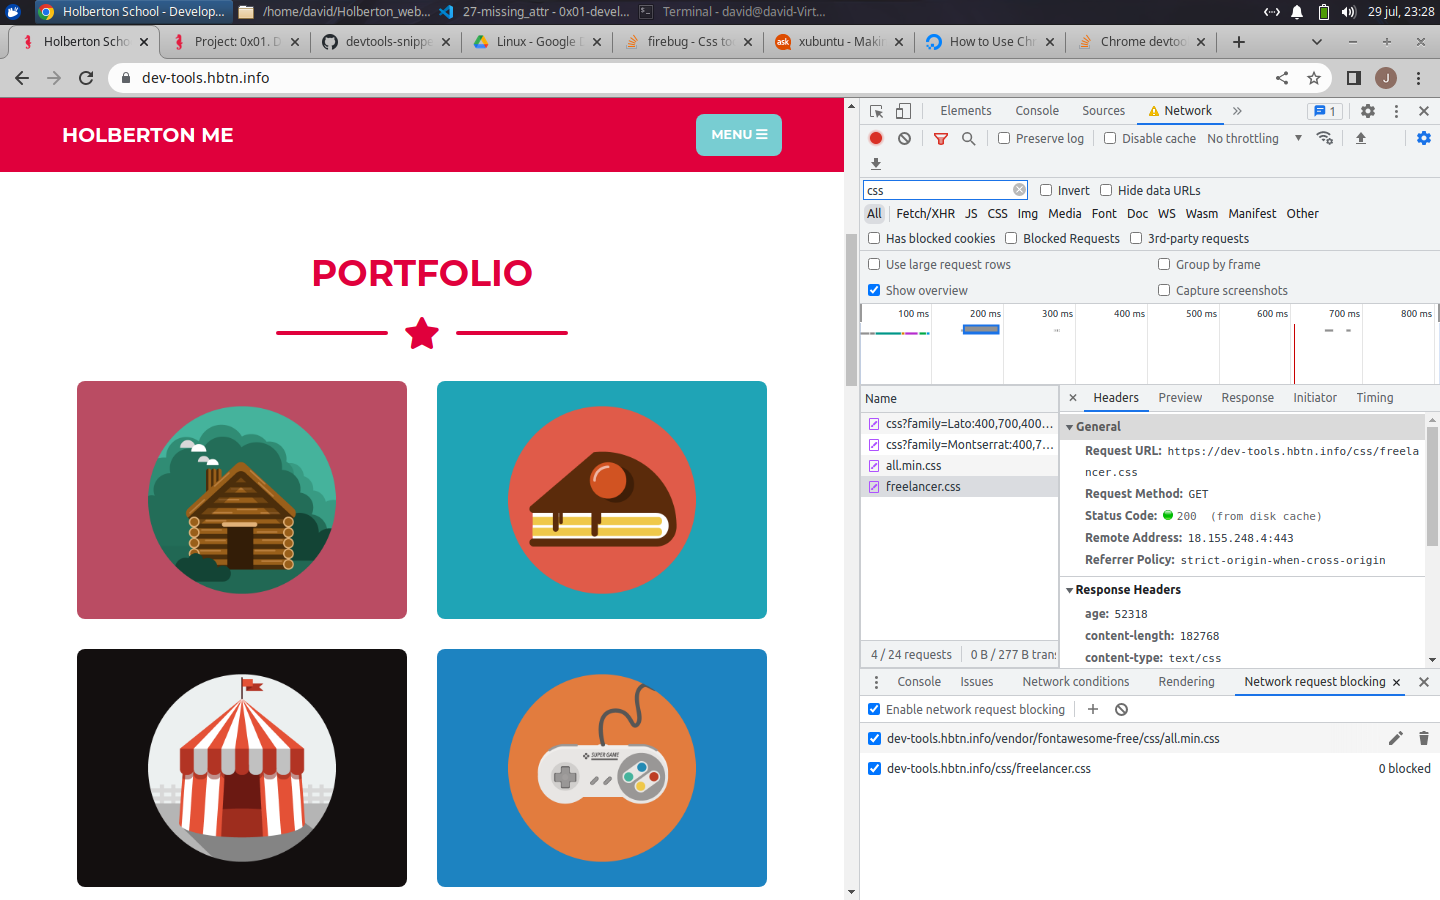 Holberton School - Develop...
/home/david/Holberton_web...
27-missing_attr - 0x01-devel...
Terminal - david@david-Virt...
29 jul, 23:28
Holberton Scho
Project: 0x01. D
devtools-snippe
Linux - Google D
firebug - Css too
ask
xubuntu - Makin
How to Use Chr
Chrome devtoo
dev-tools.hbtn.info
J
HOLBERTON ME
MENU
PORTFOLIO
SUPER GAME
Elements
Console
Sources
Network
1
Preserve log
Disable cache
No throttling
css
Invert
Hide data URLs
All
Fetch/XHR
JS
CSS
Img
Media
Font
Doc
WS
Wasm
Manifest
Other
Has blocked cookies
Blocked Requests
3rd-party requests
Use large request rows
Group by frame
Show overview
Capture screenshots
100 ms
200 ms
300 ms
400 ms
500 ms
600 ms
700 ms
800 ms
Name
css?family=Lato:400,700,400...
css?family=Montserrat:400,7...
all.min.css
freelancer.css
4 / 24 requests
0 B / 277 B trans
Headers
Preview
Response
Initiator
Timing
General
Request URL: https://dev-tools.hbtn.info/css/freela
ncer.css
Request Method: GET
Status Code: 200 (from disk cache)
Remote Address: 18.155.248.4:443
Referrer Policy: strict-origin-when-cross-origin
Response Headers
age: 52318
content-length: 182768
content-type: text/css
Console
Issues
Network conditions
Rendering
Network request blocking
Enable network request blocking
dev-tools.hbtn.info/vendor/fontawesome-free/css/all.min.css
dev-tools.hbtn.info/css/freelancer.css
0 blocked